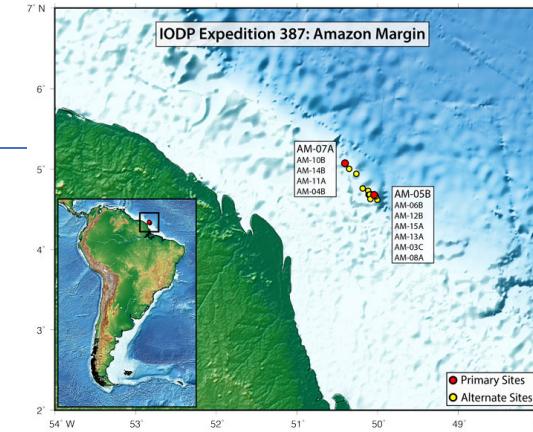 7° N
IODP Expedition 387: Amazon Margin
6°
AM-07A
AM-10B
AM-14B
AM-11A
AM-04B
5°
AM-05B
AM-06B
AM-12B
AM-15A
AM-13A
AM-03C
AM-08A
4°
3°
Primary Sites
Alternate Sites
2°
54° W
53°
52°
51°
50°
49°